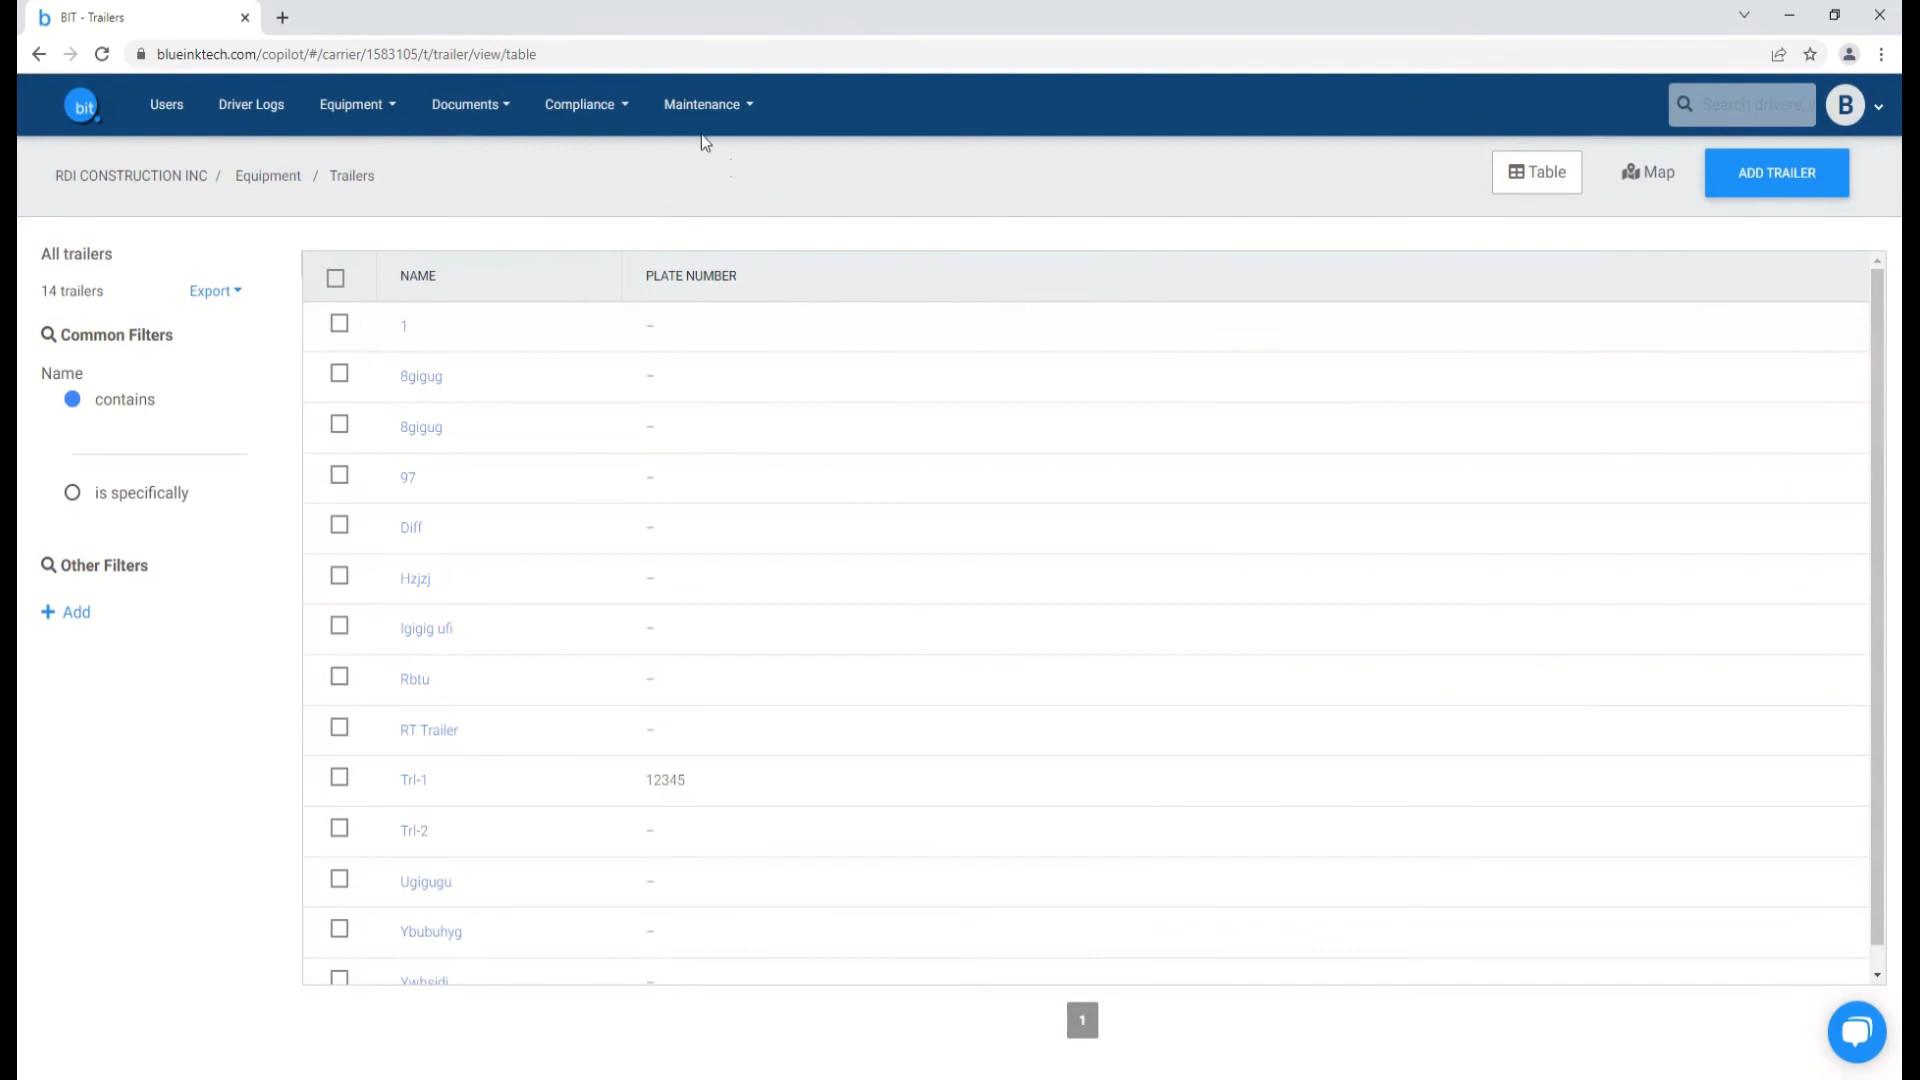 b BIT - Trailers
blueinktech.com/copilot/#/carrier/1583105/t/trailer/view/table
bit Users Driver Logs Equipment Documents Compliance Maintenance Search drivers, B
RDI CONSTRUCTION INC / Equipment / Trailers Table Map ADD TRAILER
All trailers
14 trailers Export
Common Filters
Name
contains
is specifically
Other Filters
+ Add
NAME PLATE NUMBER
1 –
8gigug –
8gigug –
97 –
Diff –
Hzjzj –
Igigig ufi –
Rbtu –
RT Trailer –
Trl-1 12345
Trl-2 –
Ugigugu –
Ybubuhyg –
Ywhsidi –
1